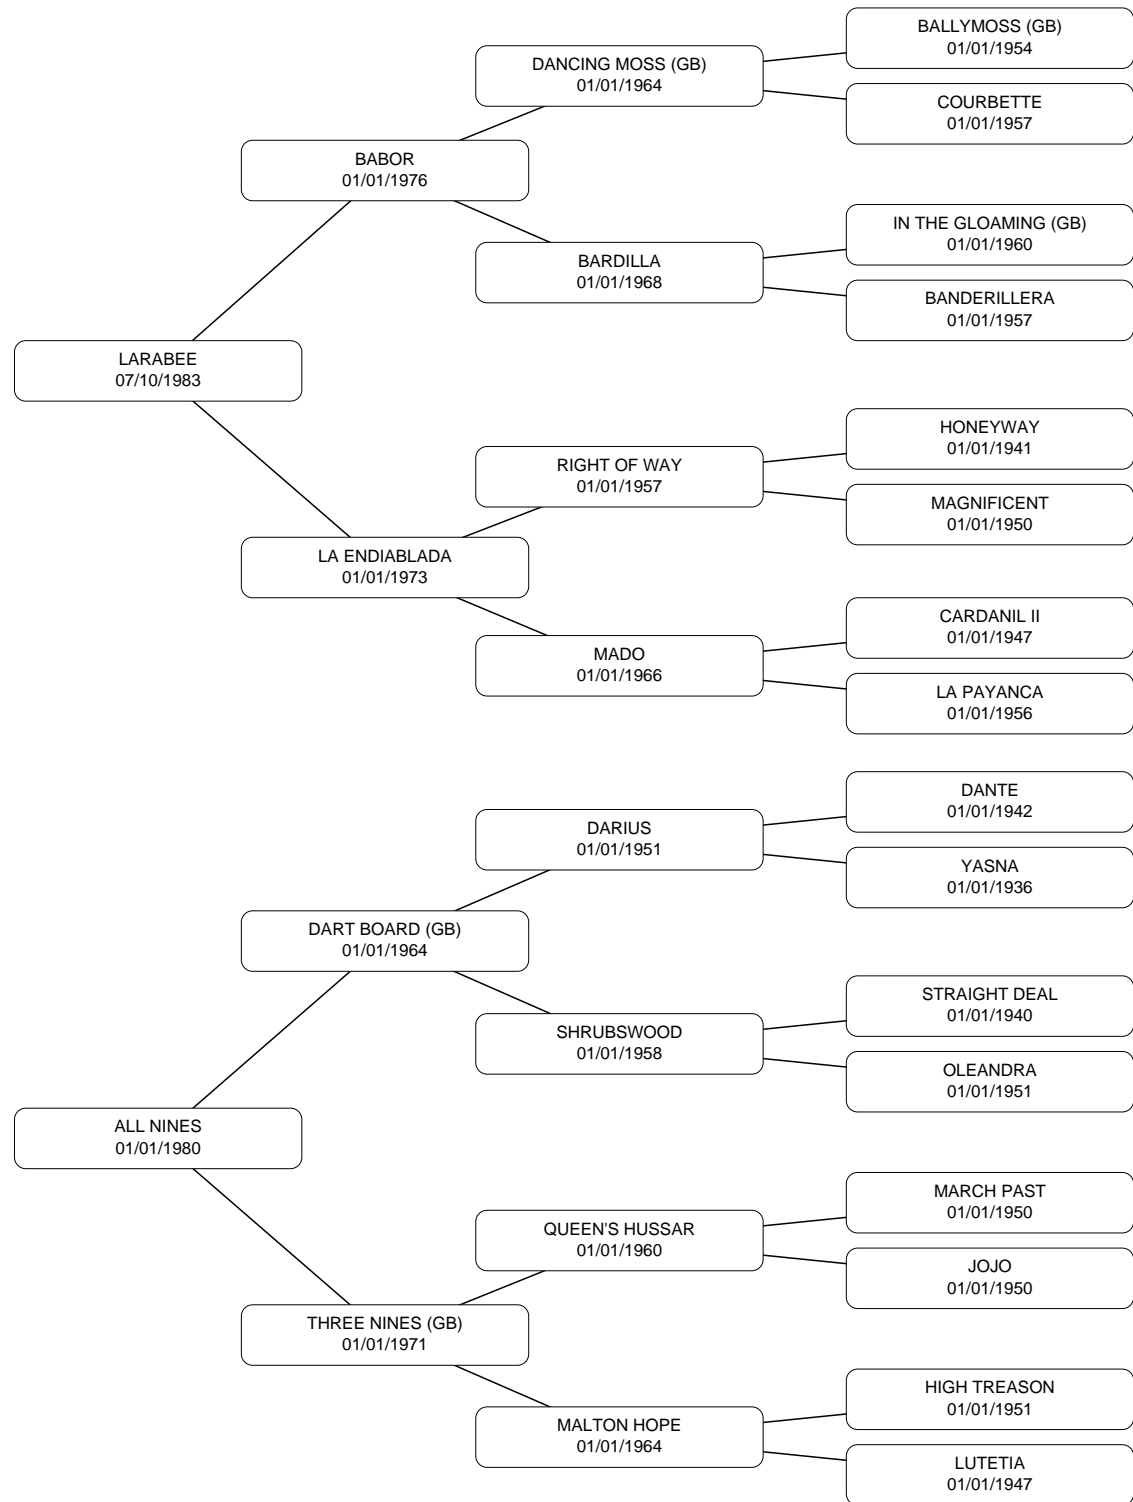 BALLYMOSS (GB)
01/01/1954
DANCING MOSS (GB)
01/01/1964
COURBETTE
01/01/1957
BABOR
01/01/1976
IN THE GLOAMING (GB)
01/01/1960
BARDILLA
01/01/1968
BANDERILLERA
01/01/1957
LARABEE
07/10/1983
HONEYWAY
01/01/1941
RIGHT OF WAY
01/01/1957
MAGNIFICENT
01/01/1950
LA ENDIABLADA
01/01/1973
CARDANIL II
01/01/1947
MADO
01/01/1966
LA PAYANCA
01/01/1956
DANTE
01/01/1942
DARIUS
01/01/1951
YASNA
01/01/1936
DART BOARD (GB)
01/01/1964
STRAIGHT DEAL
01/01/1940
SHRUBSWOOD
01/01/1958
OLEANDRA
01/01/1951
ALL NINES
01/01/1980
MARCH PAST
01/01/1950
QUEEN'S HUSSAR
01/01/1960
JOJO
01/01/1950
THREE NINES (GB)
01/01/1971
HIGH TREASON
01/01/1951
MALTON HOPE
01/01/1964
LUTETIA
01/01/1947